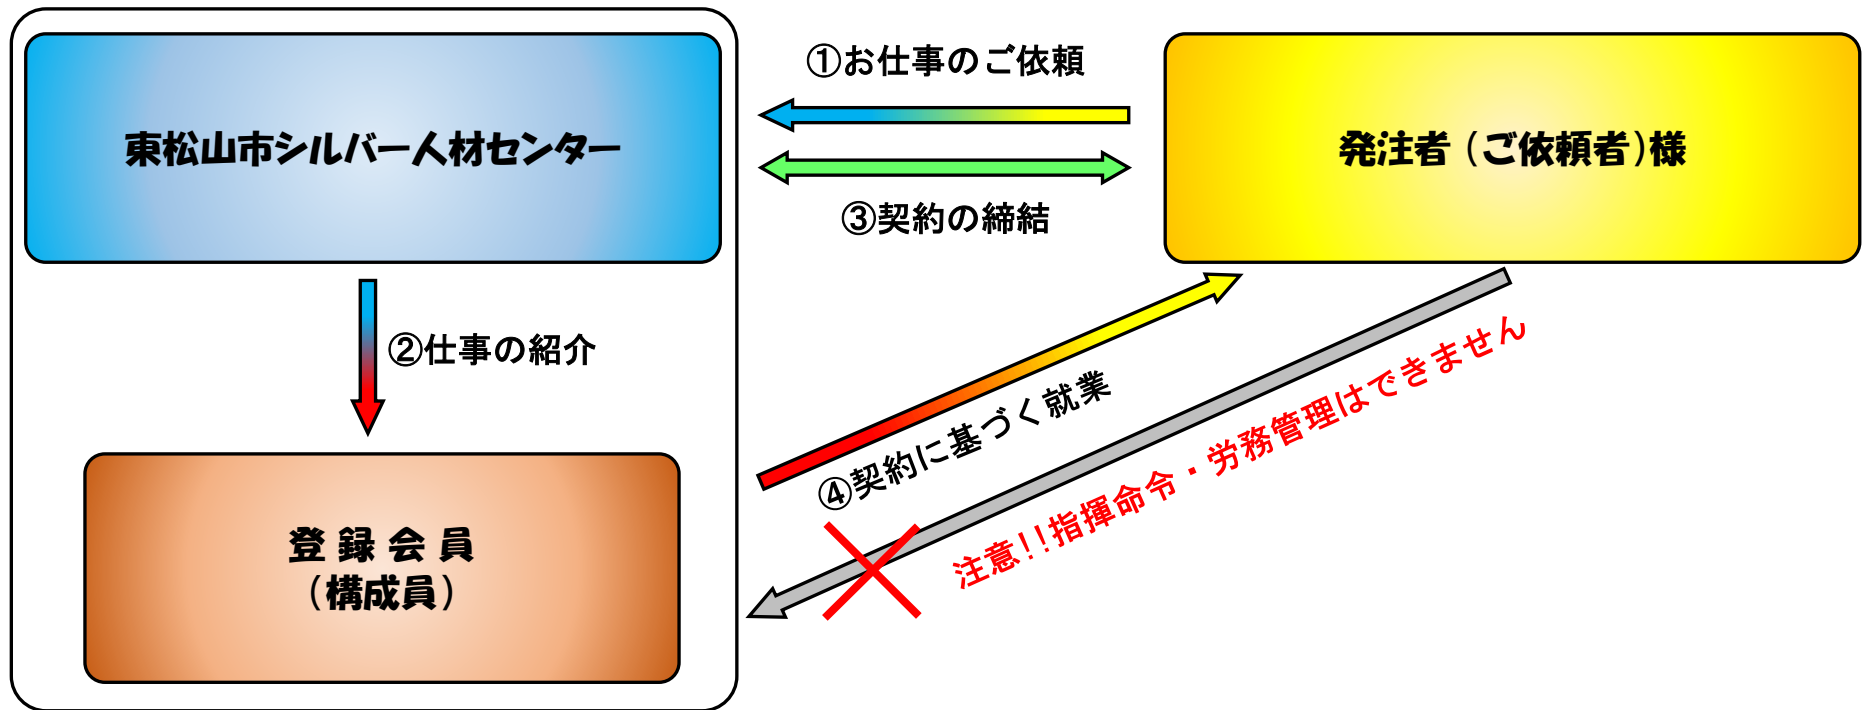 東松山市シルバー人材センター
①お仕事のご依頼
発注者（ご依頼者）様
③契約の締結
②仕事の紹介
④契約に基づく就業
注意！！指揮命令・労務管理はできません
登録会員
（構成員）